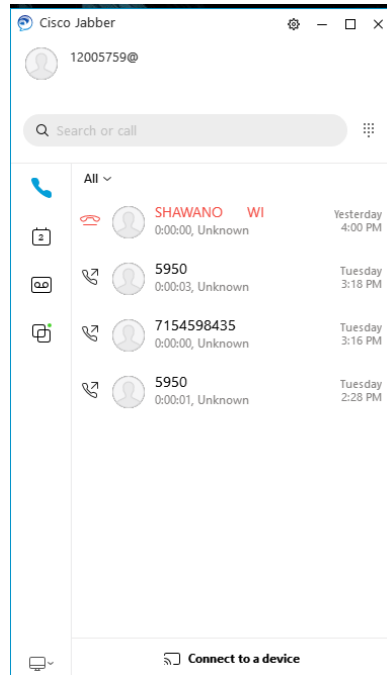 Cisco Jabber
12005759@
Search or call
All
SHAWANO WI
0:00:00, Unknown
Yesterday
4:00 PM
2
5950
0:00:03, Unknown
Tuesday
3:18 PM
7154598435
0:00:00, Unknown
Tuesday
3:16 PM
5950
0:00:01, Unknown
Tuesday
2:28 PM
Connect to a device